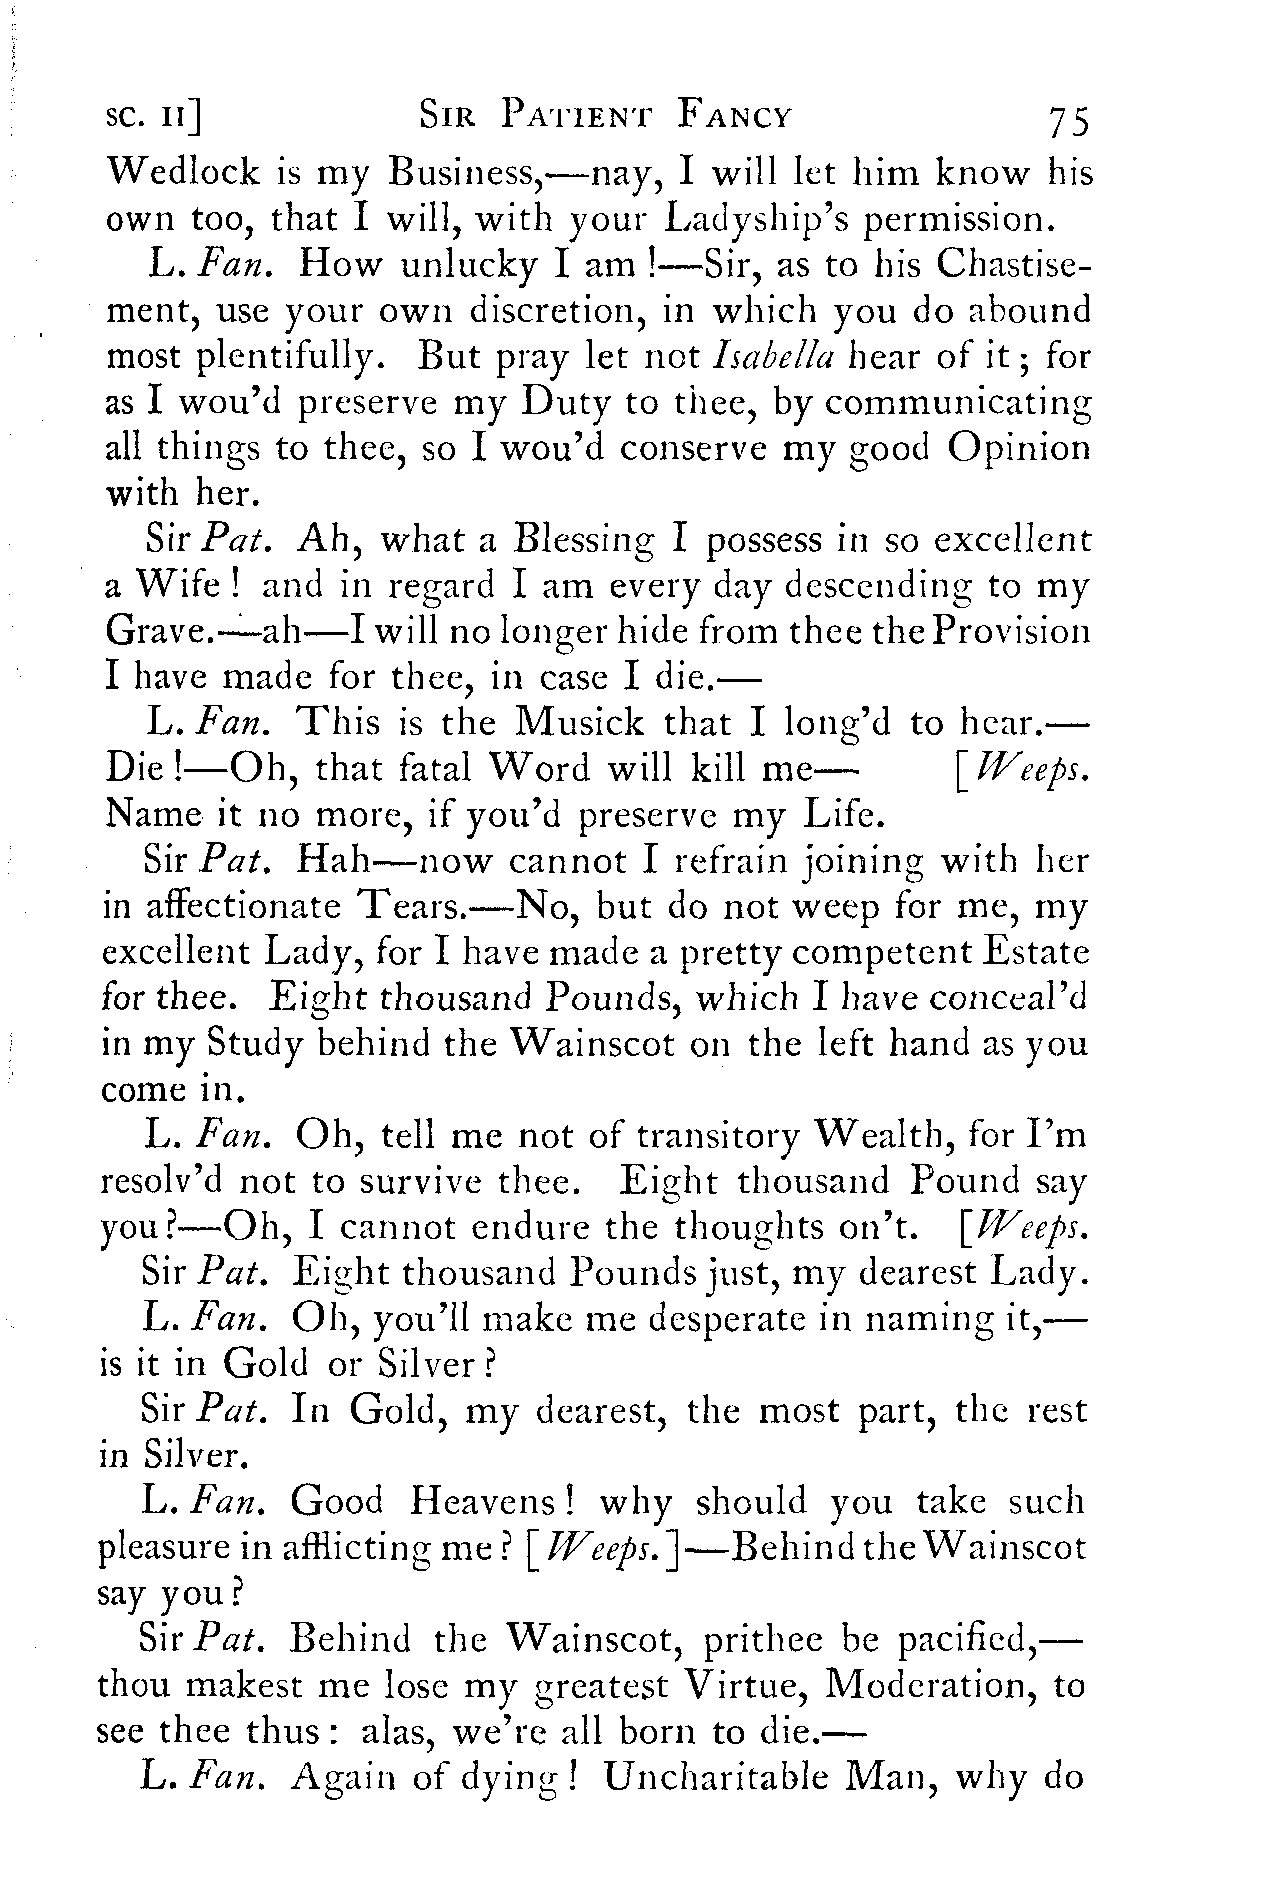 SC. II] SIR PATIENT FANCY 75
Wedlock is my Business,—nay, I will let him know his
own too, that I will, with your Ladyship's permission.
L. Fan. How unlucky I am !—Sir, as to his Chastise-
ment, use your own discretion, in which you do abound
most plentifully. But pray let not Isabella hear of it ; for
as I wou'd preserve my Duty to thee, by communicating
all things to thee, so I wou'd conserve my good Opinion
with her.
Sir Pat. Ah, what a Blessing I possess in so excellent
a Wife ! and in regard I am every day descending to my
Grave.—ah—I will no longer hide from thee the Provision
I have made for thee, in case I die.—
L. Fan. This is the Musick that I long'd to hear.—
Die !—Oh, that fatal Word will kill me— [Weeps.
Name it no more, if you'd preserve my Life.
Sir Pat. Hah—now cannot I refrain joining with her
in affectionate Tears.—No, but do not weep for me, my
excellent Lady, for I have made a pretty competent Estate
for thee. Eight thousand Pounds, which I have conceal'd
in my Study behind the Wainscot on the left hand as you
come in.
L. Fan. Oh, tell me not of transitory Wealth, for I'm
resolv'd not to survive thee. Eight thousand Pound say
you ?—Oh, I cannot endure the thoughts on't. [Weeps.
Sir Pat. Eight thousand Pounds just, my dearest Lady.
L. Fan. Oh, you'll make me desperate in naming it,—
is it in Gold or Silver ?
Sir Pat. In Gold, my dearest, the most part, the rest
in Silver.
L. Fan. Good Heavens ! why should you take such
pleasure in afflicting me ? [Weeps.]—Behind the Wainscot
say you ?
Sir Pat. Behind the Wainscot, prithee be pacified,—
thou makest me lose my greatest Virtue, Moderation, to
see thee thus : alas, we're all born to die.—
L. Fan. Again of dying ! Uncharitable Man, why do